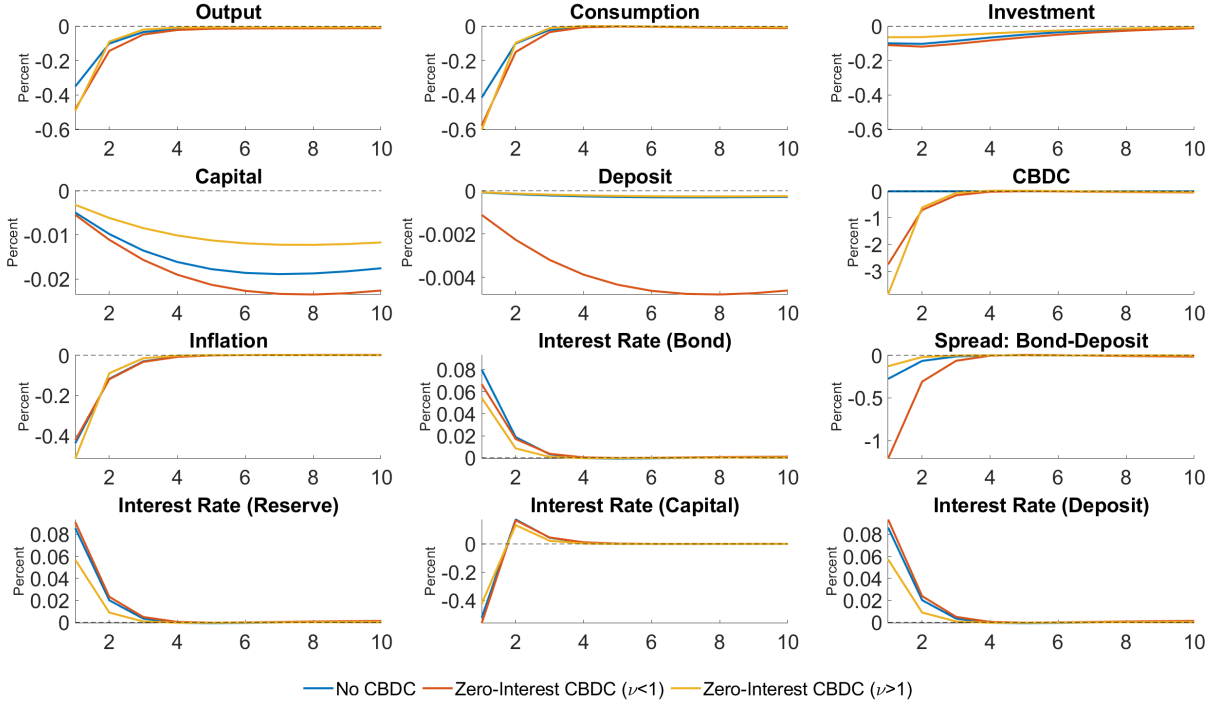 Output
Consumption
Investment
0
-0.2
-0.4
-0.6
Percent
2 4 6 8 10
0
-0.2
-0.4
-0.6
Percent
2 4 6 8 10
0
-0.2
-0.4
-0.6
Percent
2 4 6 8 10
Capital
Deposit
CBDC
0
-0.01
-0.02
Percent
2 4 6 8 10
0
-0.002
-0.004
Percent
2 4 6 8 10
0
-1
-2
-3
Percent
2 4 6 8 10
Inflation
Interest Rate (Bond)
Spread: Bond-Deposit
0
-0.2
-0.4
Percent
2 4 6 8 10
0.08
0.06
0.04
0.02
0
Percent
2 4 6 8 10
0
-0.5
-1
Percent
2 4 6 8 10
Interest Rate (Reserve)
Interest Rate (Capital)
Interest Rate (Deposit)
0.08
0.06
0.04
0.02
0
Percent
2 4 6 8 10
0
-0.2
-0.4
Percent
2 4 6 8 10
0.08
0.06
0.04
0.02
0
Percent
2 4 6 8 10
No CBDC Zero-Interest CBDC (ν<1) Zero-Interest CBDC (ν>1)